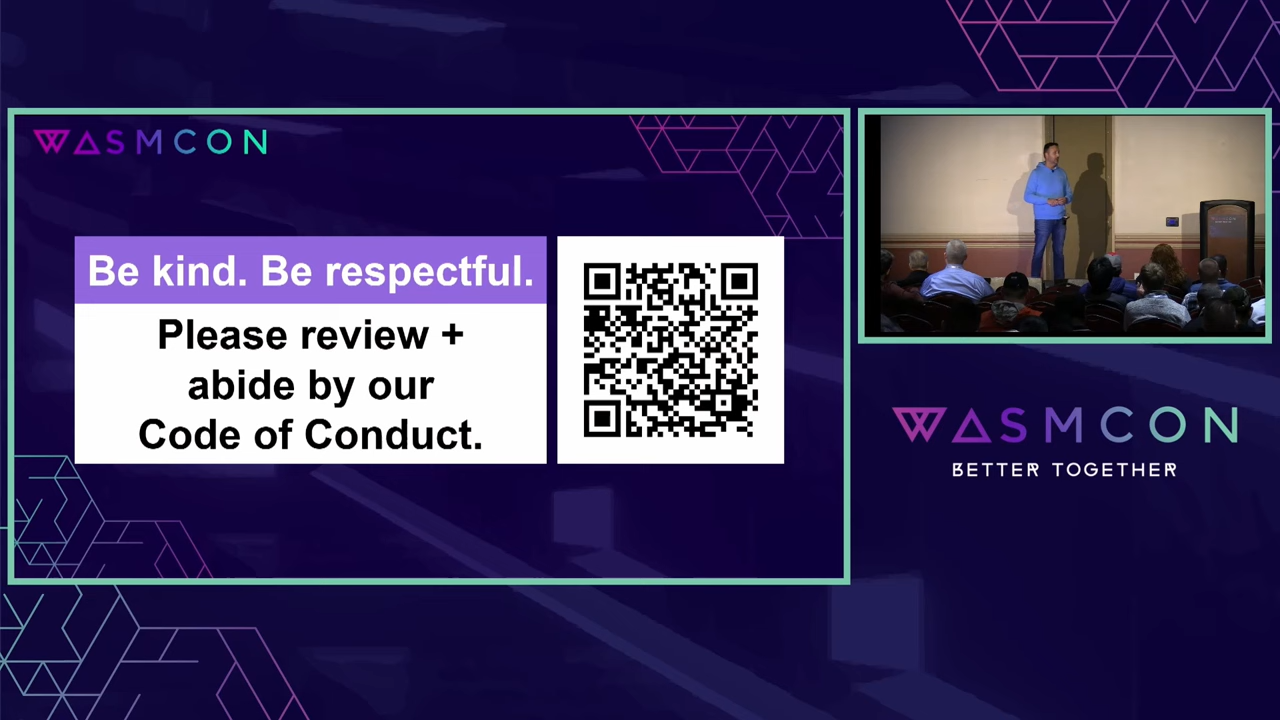 WASMCON
Be kind. Be respectful.
Please review +
abide by our
Code of Conduct.
WASMCON
BETTER TOGETHER